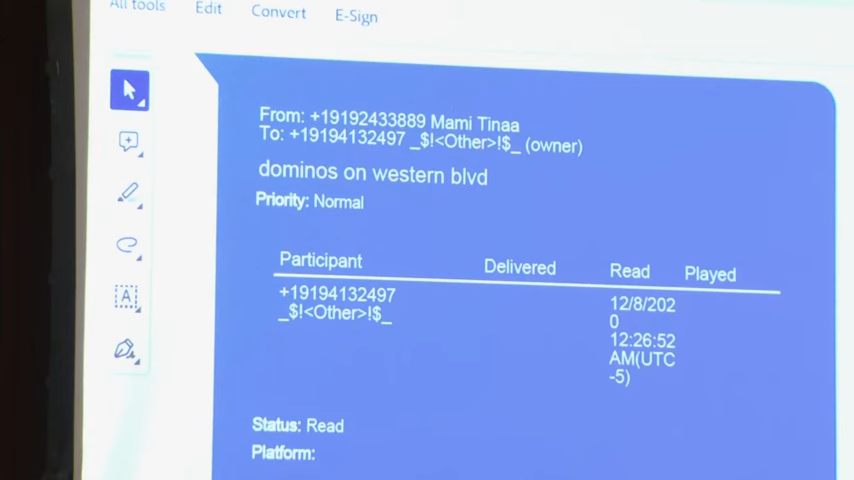 All tools Edit Convert E-Sign
From: +19192433889 Mami Tinaa
To: +19194132497 _$!<Other>!$_ (owner)
dominos on western blvd
Priority: Normal
Participant Delivered Read Played
+19194132497 12/8/202
_$!<Other>!$_ 0
12:26:52
AM(UTC
-5)
Status: Read
Platform:
A